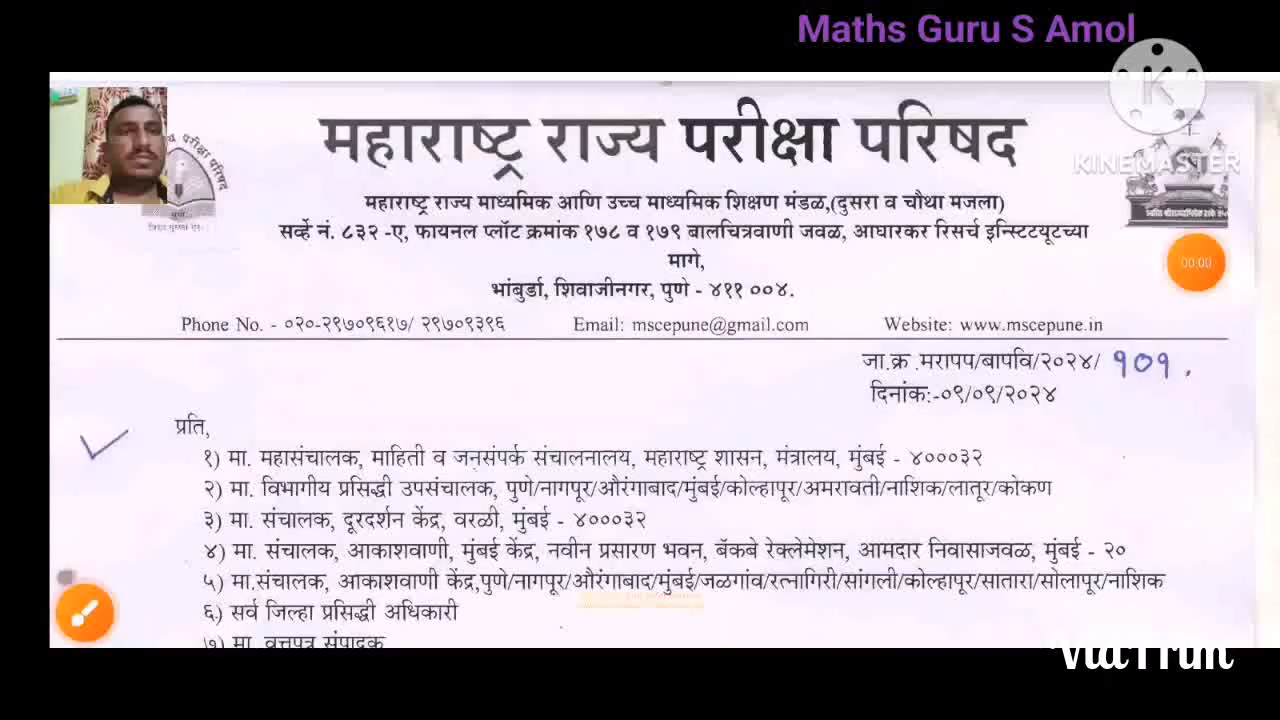 Maths Guru S Amol
KINEMASTER
महाराष्ट्र राज्य परीक्षा परिषद
महाराष्ट्र राज्य माध्यमिक आणि उच्च माध्यमिक शिक्षण मंडळ,(दुसरा व चौथा मजला)
सर्व्हे नं. ८३२ -ए, फायनल प्लॉट क्रमांक १७८ व १७९ बालचित्रवाणी जवळ, आघारकर रिसर्च इन्स्टिटयूटच्या
मागे,
भांबुर्डा, शिवाजीनगर, पुणे - ४११ ००४.
00:00
Phone No. - ०२०-२९७०९६१७/ २९७०९३९६ Email: mscepune@gmail.com Website: www.mscepune.in
जा.क्र .मरापप/बापवि/२०२४/ १०१.
दिनांक:-०९/०९/२०२४
प्रति,
१) मा. महासंचालक, माहिती व जनसंपर्क संचालनालय, महाराष्ट्र शासन, मंत्रालय, मुंबई - ४०००३२
२) मा. विभागीय प्रसिद्धी उपसंचालक, पुणे/नागपूर/औरंगाबाद/मुंबई/कोल्हापूर/अमरावती/नाशिक/लातूर/कोकण
३) मा. संचालक, दूरदर्शन केंद्र, वरळी, मुंबई - ४०००३२
४) मा. संचालक, आकाशवाणी, मुंबई केंद्र, नवीन प्रसारण भवन, बॅकबे रेक्लेमेशन, आमदार निवासाजवळ, मुंबई - २०
५) मा.संचालक, आकाशवाणी केंद्र,पुणे/नागपूर/औरंगाबाद/मुंबई/जळगांव/रत्नागिरी/सांगली/कोल्हापूर/सातारा/सोलापूर/नाशिक
६) सर्व जिल्हा प्रसिद्धी अधिकारी
७) मा. वृत्तपत्र संपादक
VidTrim